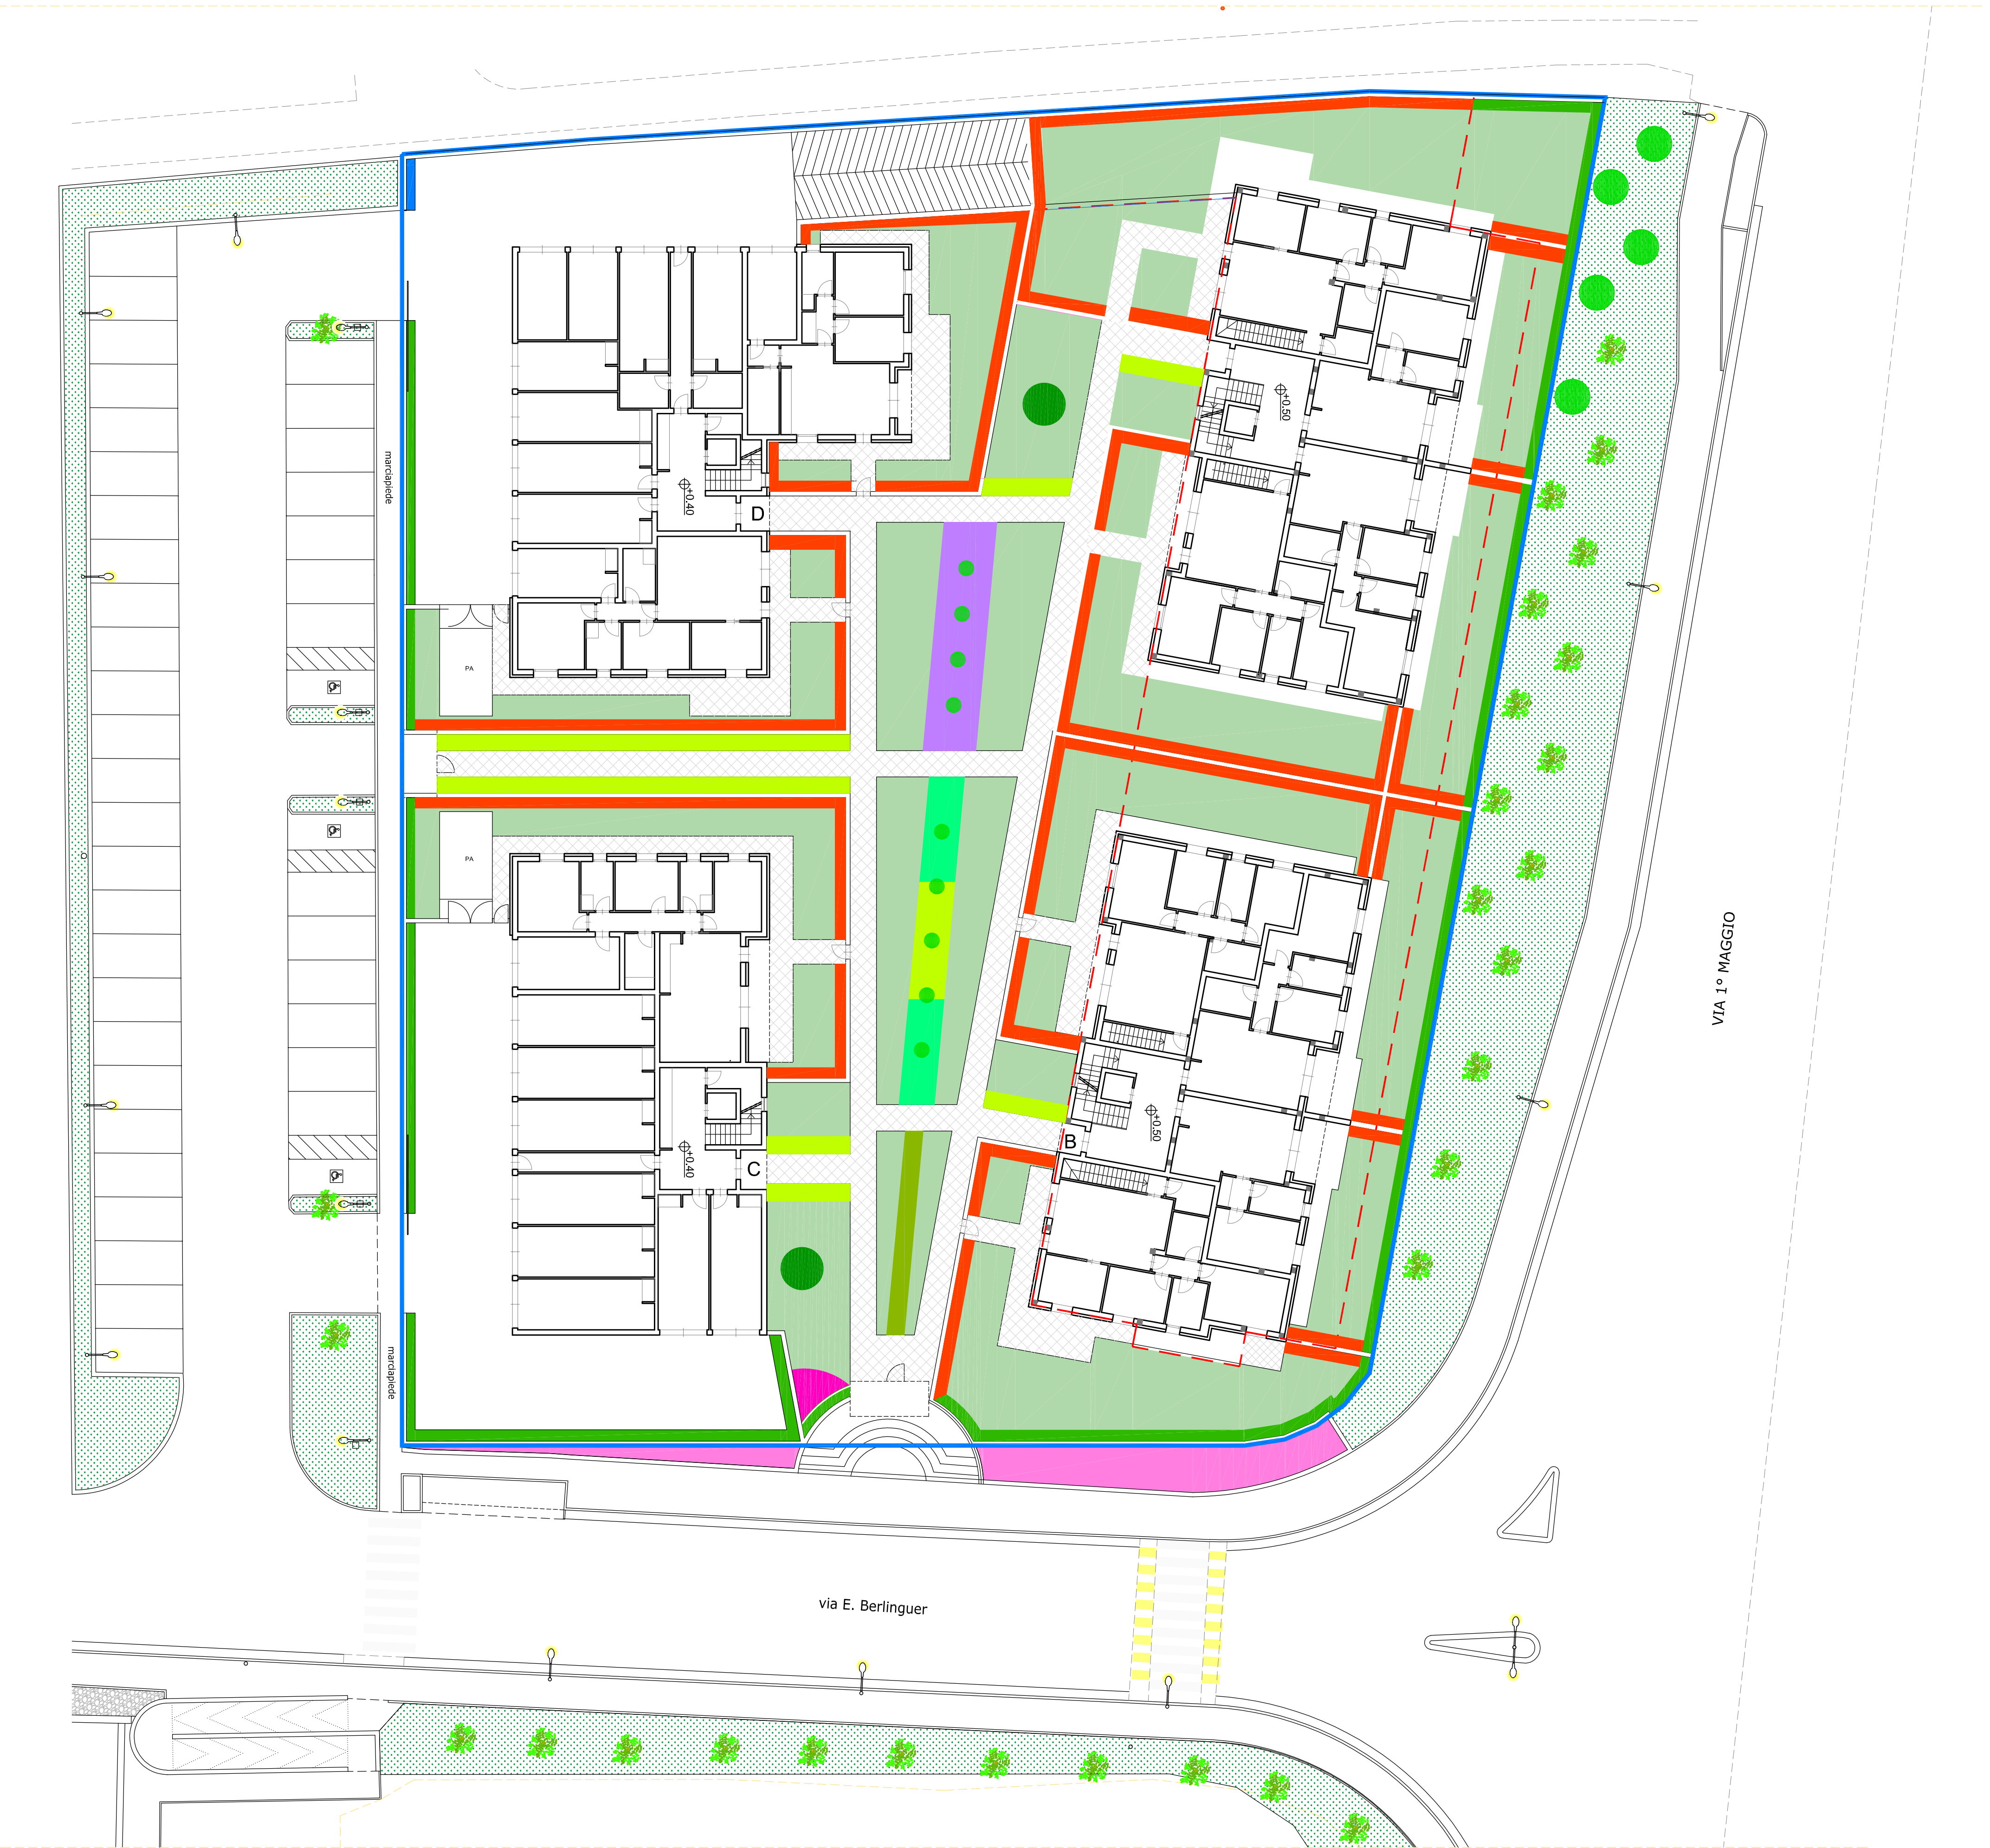 +0.50
marciapiede
+0.40
D
PA
PA
VIA 1° MAGGIO
+0.50
B
+0.40
C
marciapiede
via E. Berlinguer